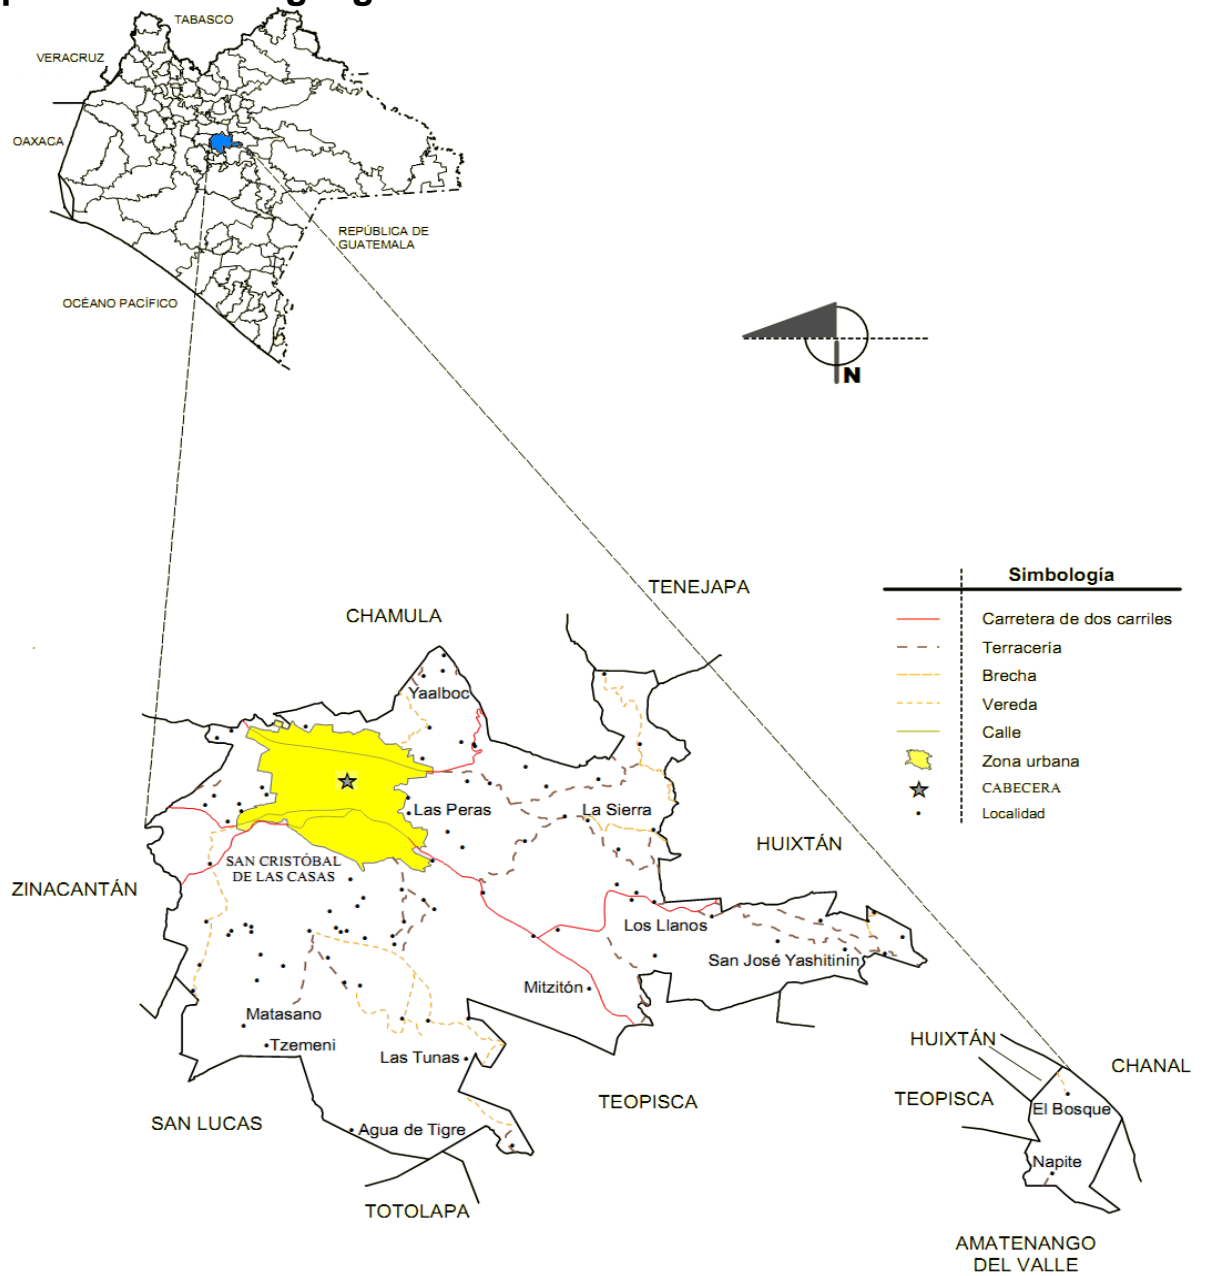 TABASCO
VERACRUZ
OAXACA
REPÚBLICA DE
GUATEMALA
OCÉANO PACÍFICO
N
TENEJAPA
CHAMULA
Simbología
Carretera de dos carriles
Terracería
Brecha
Vereda
Calle
Zona urbana
CABECERA
Localidad
Yaalboc
Las Peras
La Sierra
HUIXTÁN
SAN CRISTÓBAL
DE LAS CASAS
ZINACANTÁN
Los Llanos
San José Yashitinín
Mitzitón
Matasano
Tzemeni
Las Tunas
HUIXTÁN
CHANAL
TEOPISCA
TEOPISCA
El Bosque
SAN LUCAS
Agua de Tigre
Napite
TOTOLAPA
AMATENANGO
DEL VALLE